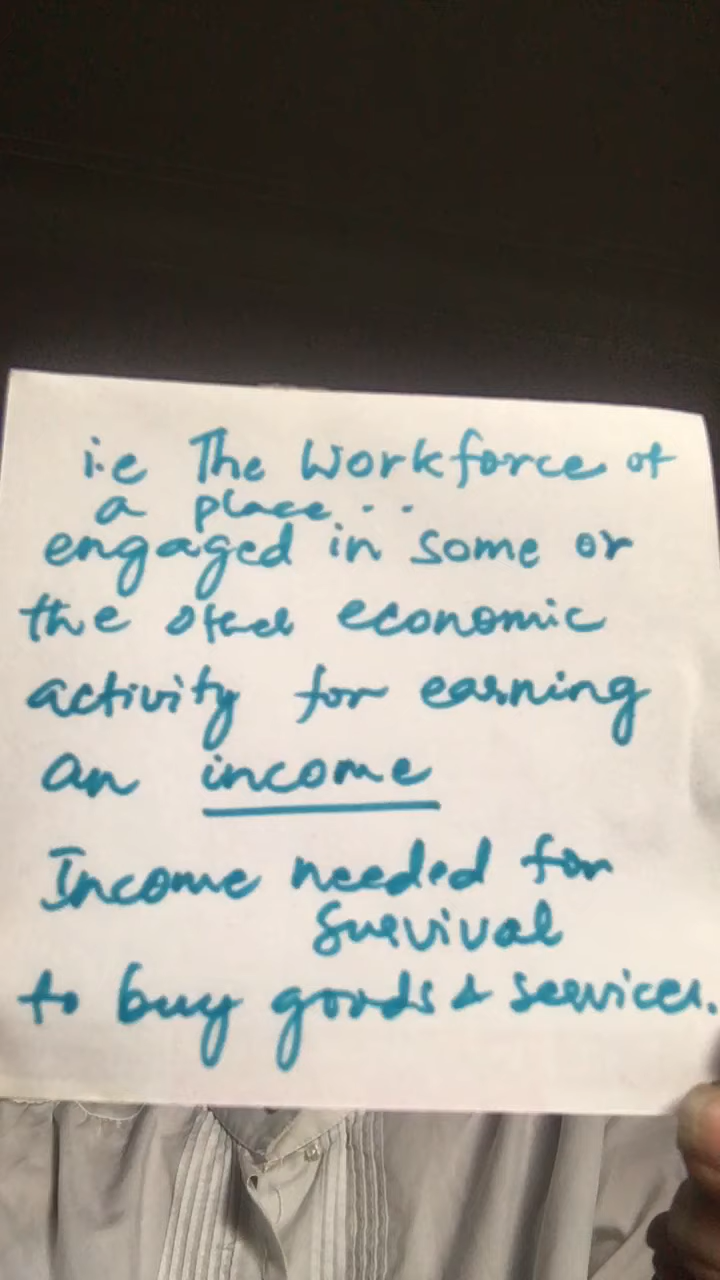 i.e The Workforce of
a place...
engaged in some or
the other economic
activity for earning
an income
Income needed for
survival
to buy goods & services.